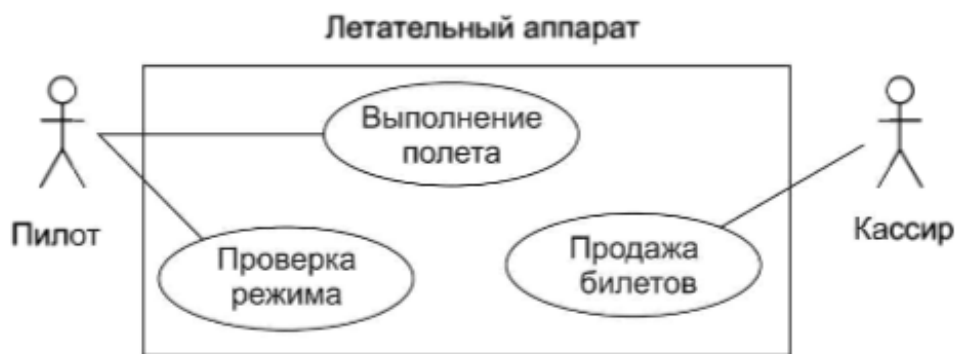 Летательный аппарат
Выполнение
полета
Пилот
Кассир
Проверка
режима
Продажа
билетов